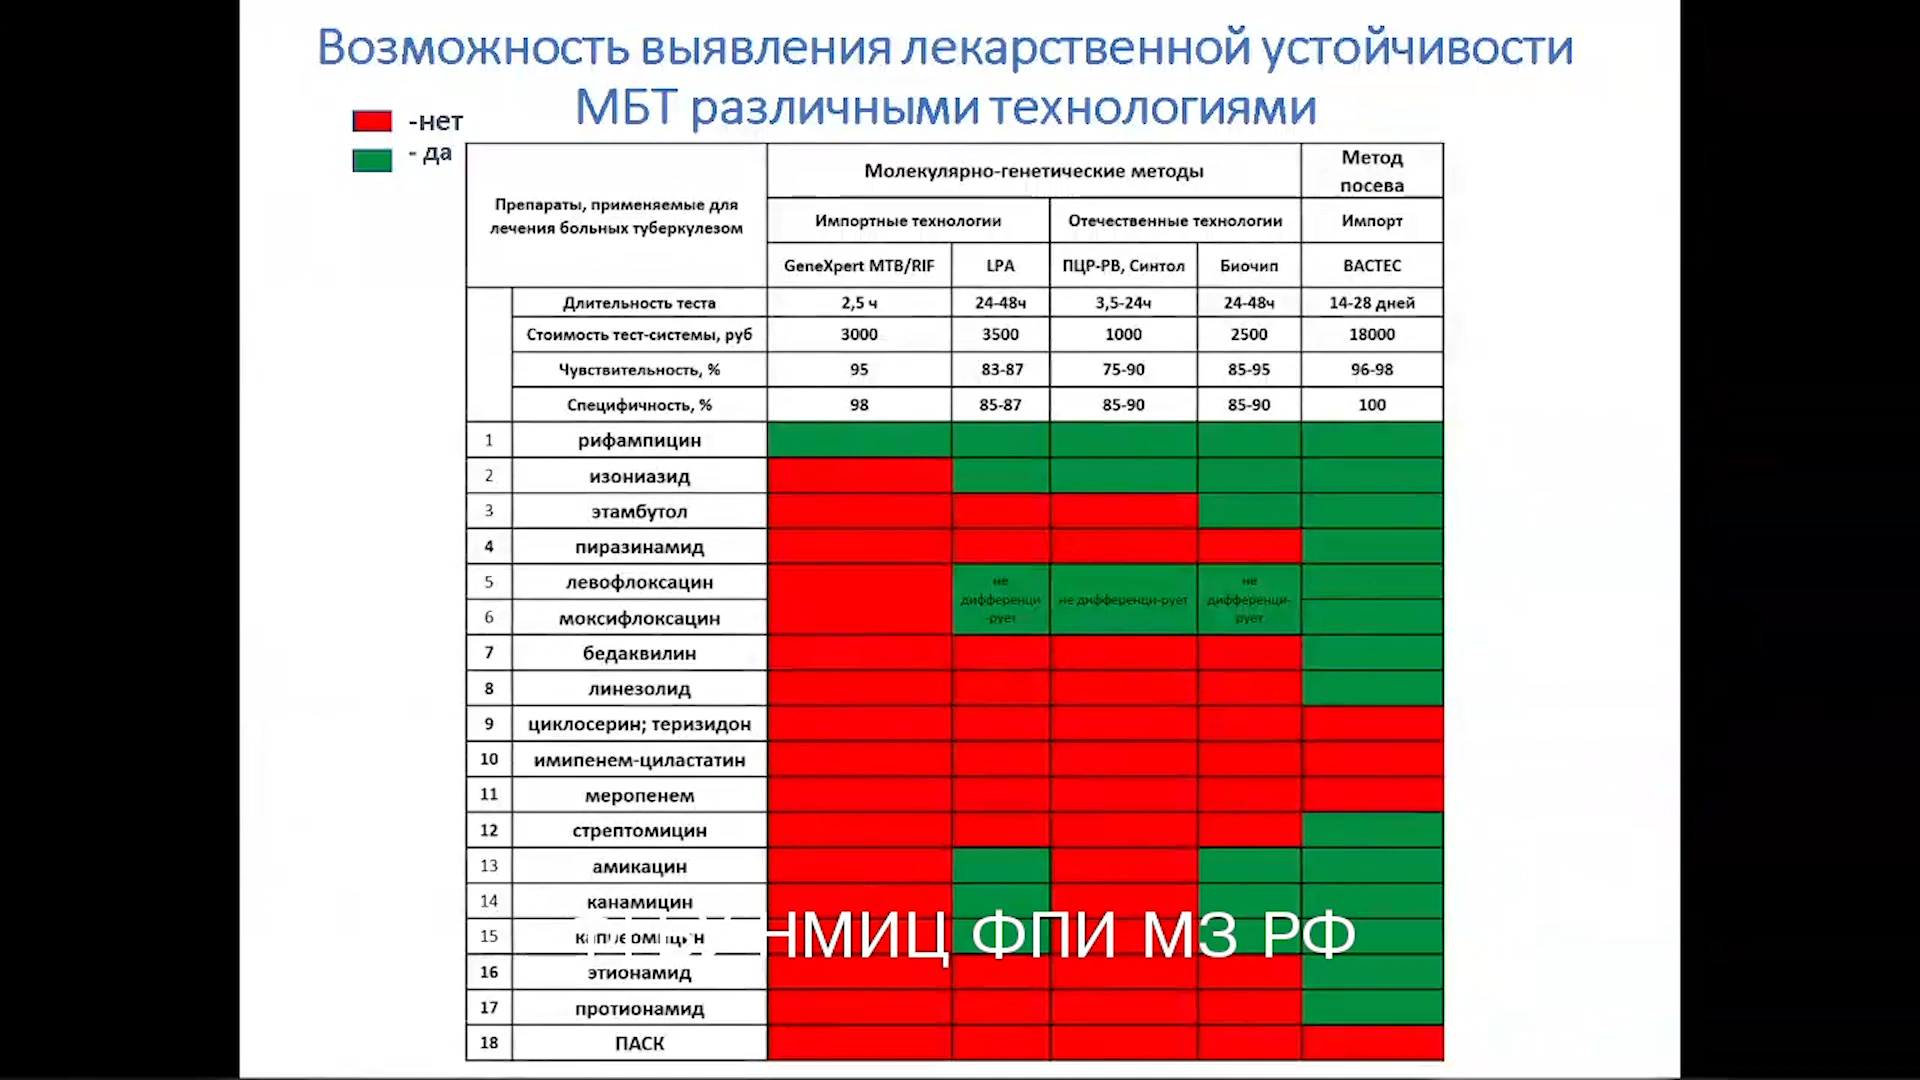 Возможность выявления лекарственной устойчивости
МБТ различными технологиями
-нет
- да
Препараты, применяемые для
лечения больных туберкулезом
Молекулярно-генетические методы
Метод
посева
Импортные технологии
Отечественные технологии
Импорт
GeneXpert MTB/RIF
LPA
ПЦР-РВ, Синтол
Биочип
BACTEC
Длительность теста 2,5 ч 24-48ч 3,5-24ч 24-48ч 14-28 дней
Стоимость тест-системы, руб 3000 3500 1000 2500 18000
Чувствительность, % 95 83-87 75-90 85-95 96-98
Специфичность, % 98 85-87 85-90 85-90 100
1 рифампицин
2 изониазид
3 этамбутол
4 пиразинамид
5 левофлоксацин
6 моксифлоксацин
не
дифференци
-рует
не дифференци-рует
не
дифференци-
рует
7 бедаквилин
8 линезолид
9 циклосерин; теризидон
10 имипенем-циластатин
11 меропенем
12 стрептомицин
13 амикацин
14 канамицин
15
НМИЦ ФПИ МЗ РФ
16 этионамид
17 протионамид
18 ПАСК